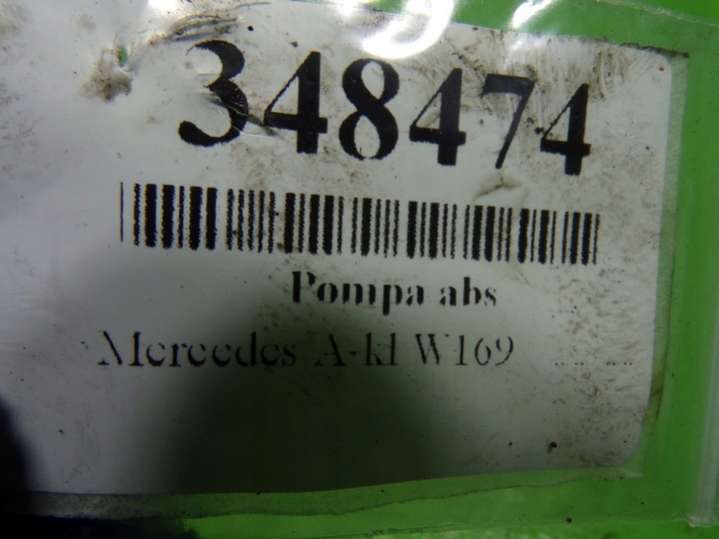 348474
Pompa abs
Mercedes A-kl W169